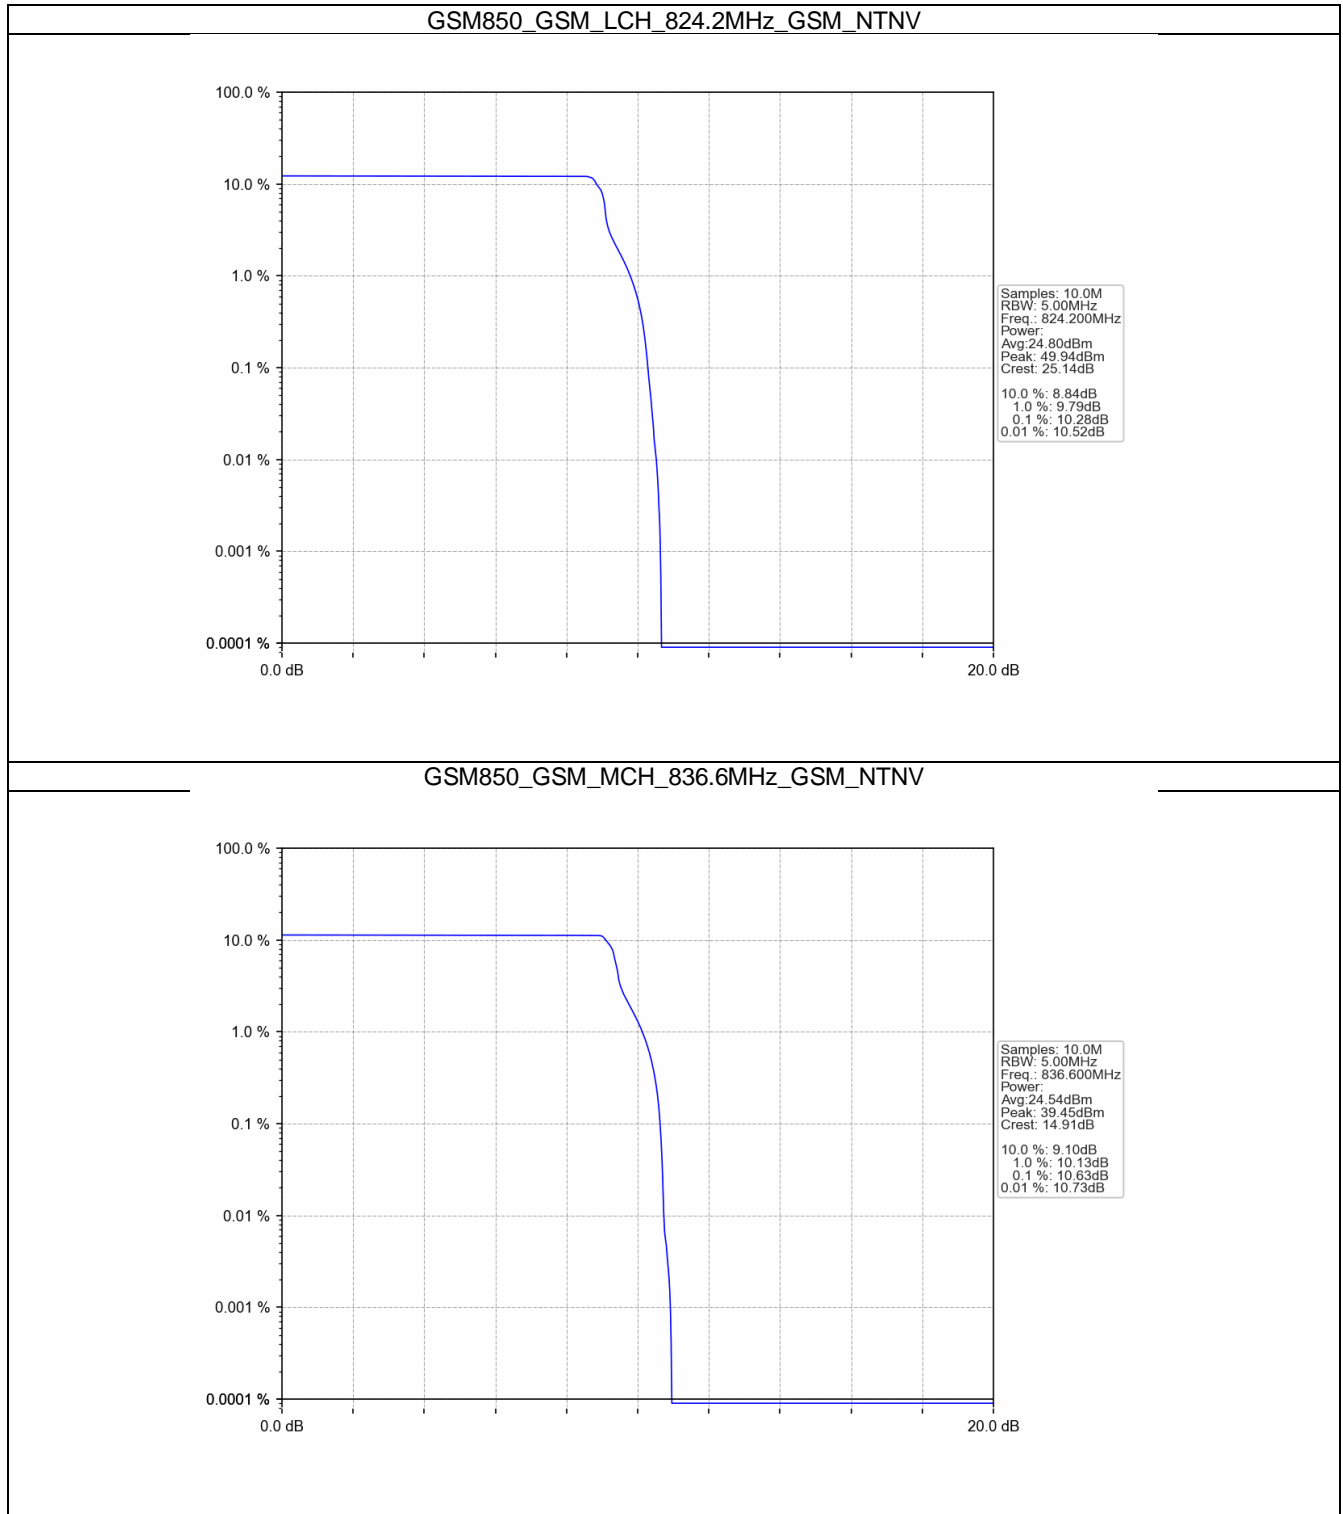 GSM850_GSM_LCH_824.2MHz_GSM_NTNV
100.0 %
10.0 %
1.0 %
0.1 %
0.01 %
0.001 %
0.0001 %
0.0 dB
20.0 dB
Samples: 10.0M
RBW: 5.00MHz
Freq.: 824.200MHz
Power:
Avg:24.80dBm
Peak: 49.94dBm
Crest: 25.14dB
10.0 %: 8.84dB
1.0 %: 9.79dB
0.1 %: 10.28dB
0.01 %: 10.52dB
GSM850_GSM_MCH_836.6MHz_GSM_NTNV
100.0 %
10.0 %
1.0 %
0.1 %
0.01 %
0.001 %
0.0001 %
0.0 dB
20.0 dB
Samples: 10.0M
RBW: 5.00MHz
Freq.: 836.600MHz
Power:
Avg:24.54dBm
Peak: 39.45dBm
Crest: 14.91dB
10.0 %: 9.10dB
1.0 %: 10.13dB
0.1 %: 10.63dB
0.01 %: 10.73dB